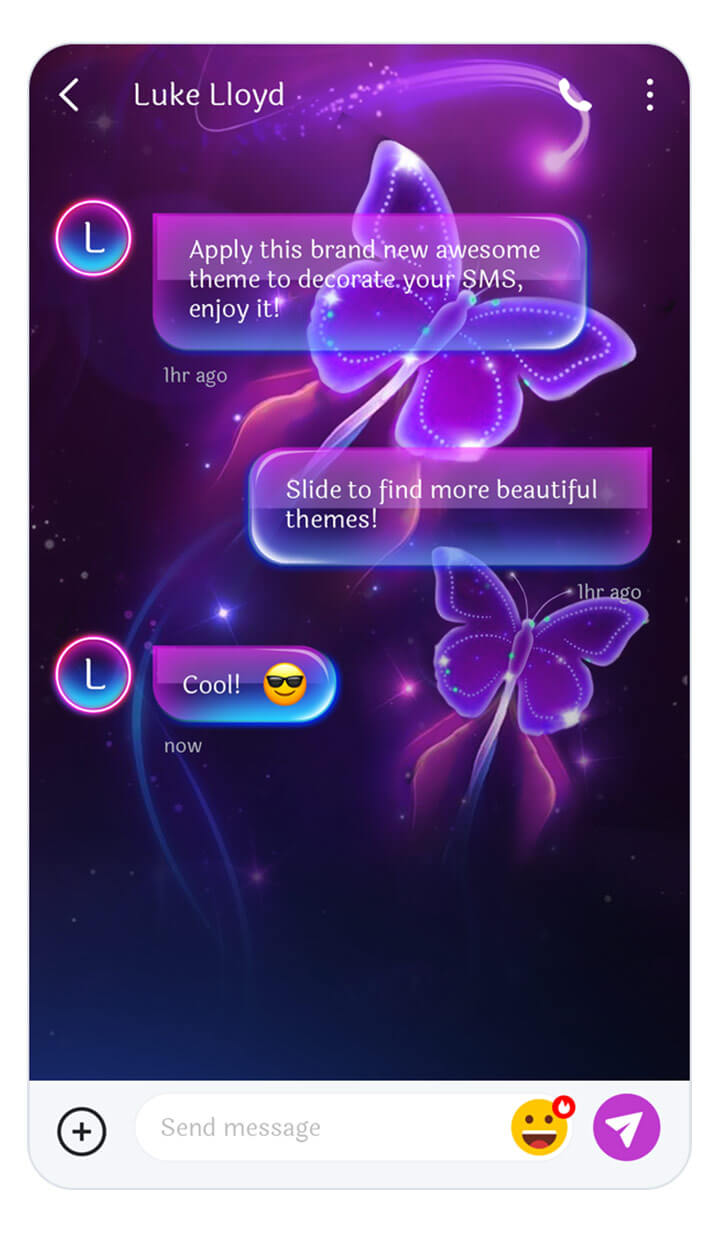 Luke Lloyd
L
Apply this brand new awesome
theme to decorate your SMS,
enjoy it!
1hr ago
Slide to find more beautiful
themes!
1hr ago
L
Cool! 😎
now
Send message